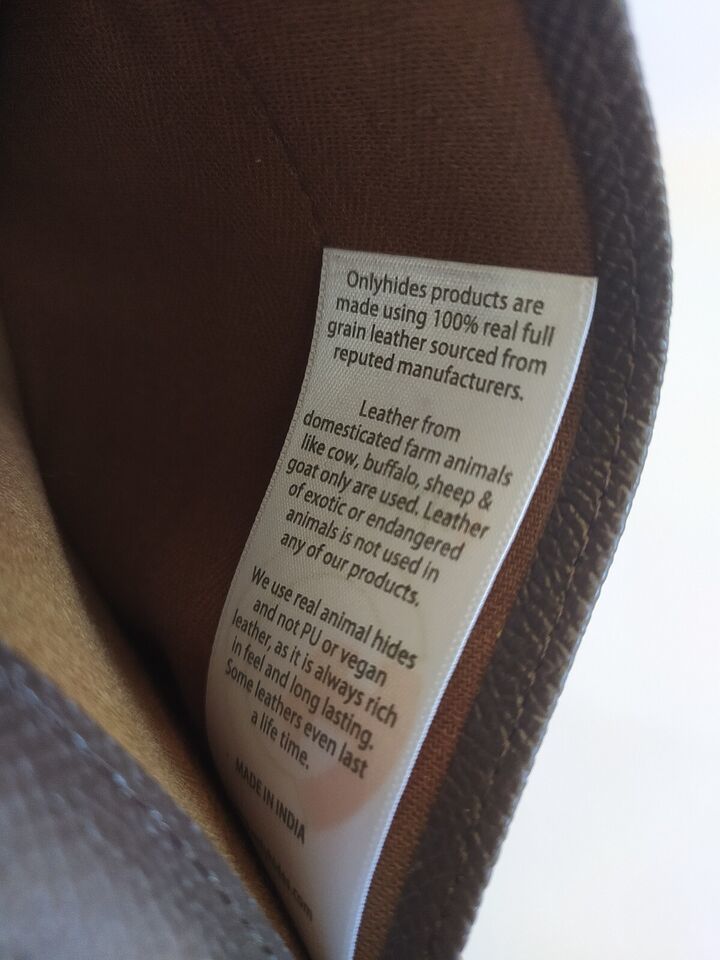 Onlyhides products are
made using 100% real full
grain leather sourced from
reputed manufacturers.
Leather from
domesticated farm animals
like cow, buffalo, sheep &
goat only are used. Leather
of exotic or endangered
animals is not used in
any of our products.
We use real animal hides
and not PU or vegan
leather, as it is always rich
in feel and long lasting.
Some leathers even last
a life time.
MADE IN INDIA